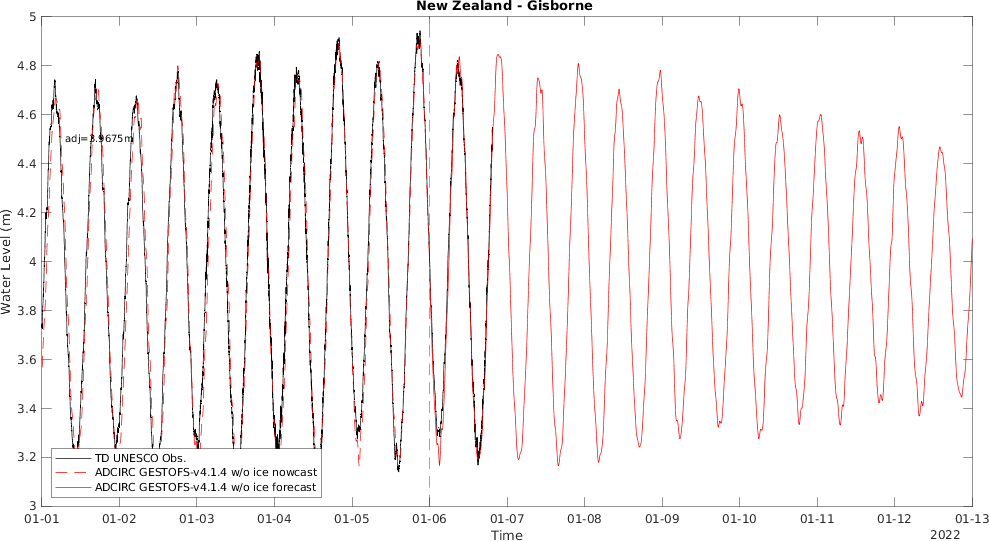 New Zealand - Gisborne
5
4.8
4.6
4.4
4.2
4
3.8
3.6
3.4
3.2
3
Water Level (m)
adj=3.9675m
TD UNESCO Obs.
ADCIRC GESTOFS-v4.1.4 w/o ice nowcast
ADCIRC GESTOFS-v4.1.4 w/o ice forecast
01-01 01-02 01-03 01-04 01-05 01-06 01-07 01-08 01-09 01-10 01-11 01-12 01-13
Time
2022